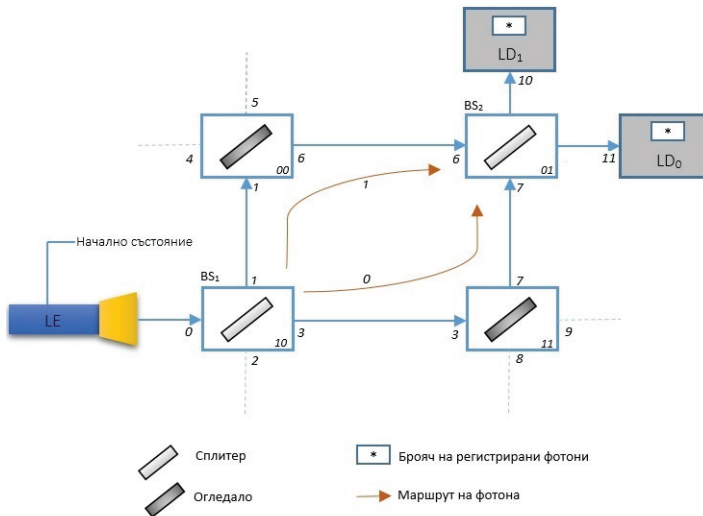 *
LD₁
10
5
BS₂
*
LD₀
4
6
00
1
6
01
7
11
1
0
Начално състояние
BS₁
1
7
LE
0
10
3
2
3
11
9
8
Сплитер
* Брояч на регистрирани фотони
Огледало
Маршрут на фотона